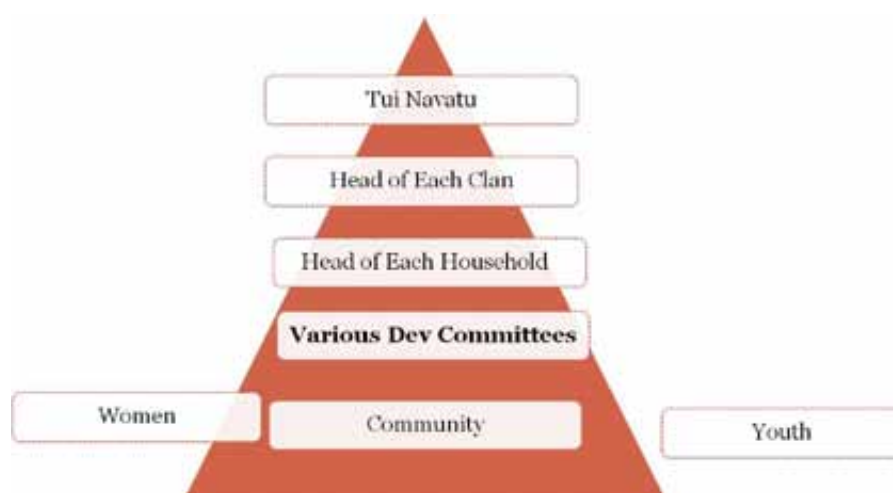 Tui Navatu
Head of Each Clan
Head of Each Household
Various Dev Committees
Women
Community
Youth